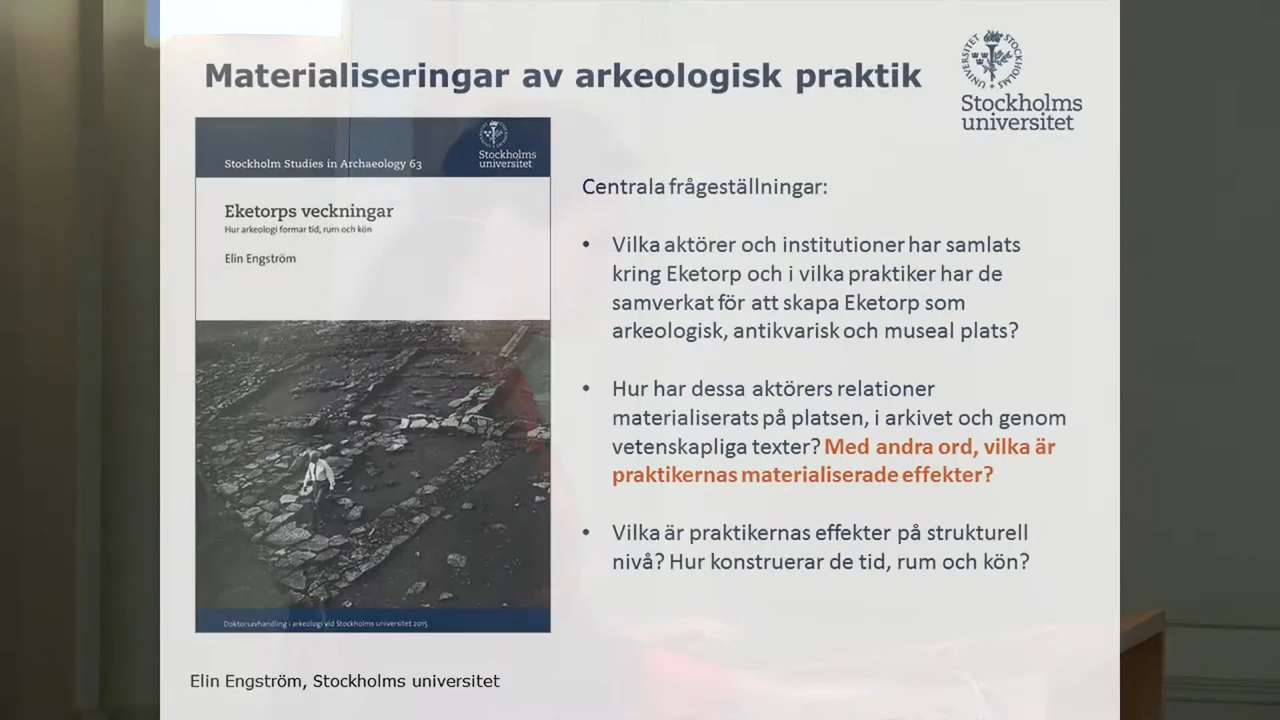 Materialiseringar av arkeologisk praktik
STOCKHOLMS UNIVERSITET
Stockholms
universitet
Stockholm Studies in Archaeology 63
Stockholms
universitet
Eketorps veckningar
Hur arkeologi formar tid, rum och kön
Elin Engström
Doktorsavhandling i arkeologi vid Stockholms universitet 2015
Centrala frågeställningar:
• Vilka aktörer och institutioner har samlats
kring Eketorp och i vilka praktiker har de
samverkat för att skapa Eketorp som
arkeologisk, antikvarisk och museal plats?
• Hur har dessa aktörers relationer
materialiserats på platsen, i arkivet och genom
vetenskapliga texter? Med andra ord, vilka är
praktikernas materialiserade effekter?
• Vilka är praktikernas effekter på strukturell
nivå? Hur konstruerar de tid, rum och kön?
Elin Engström, Stockholms universitet